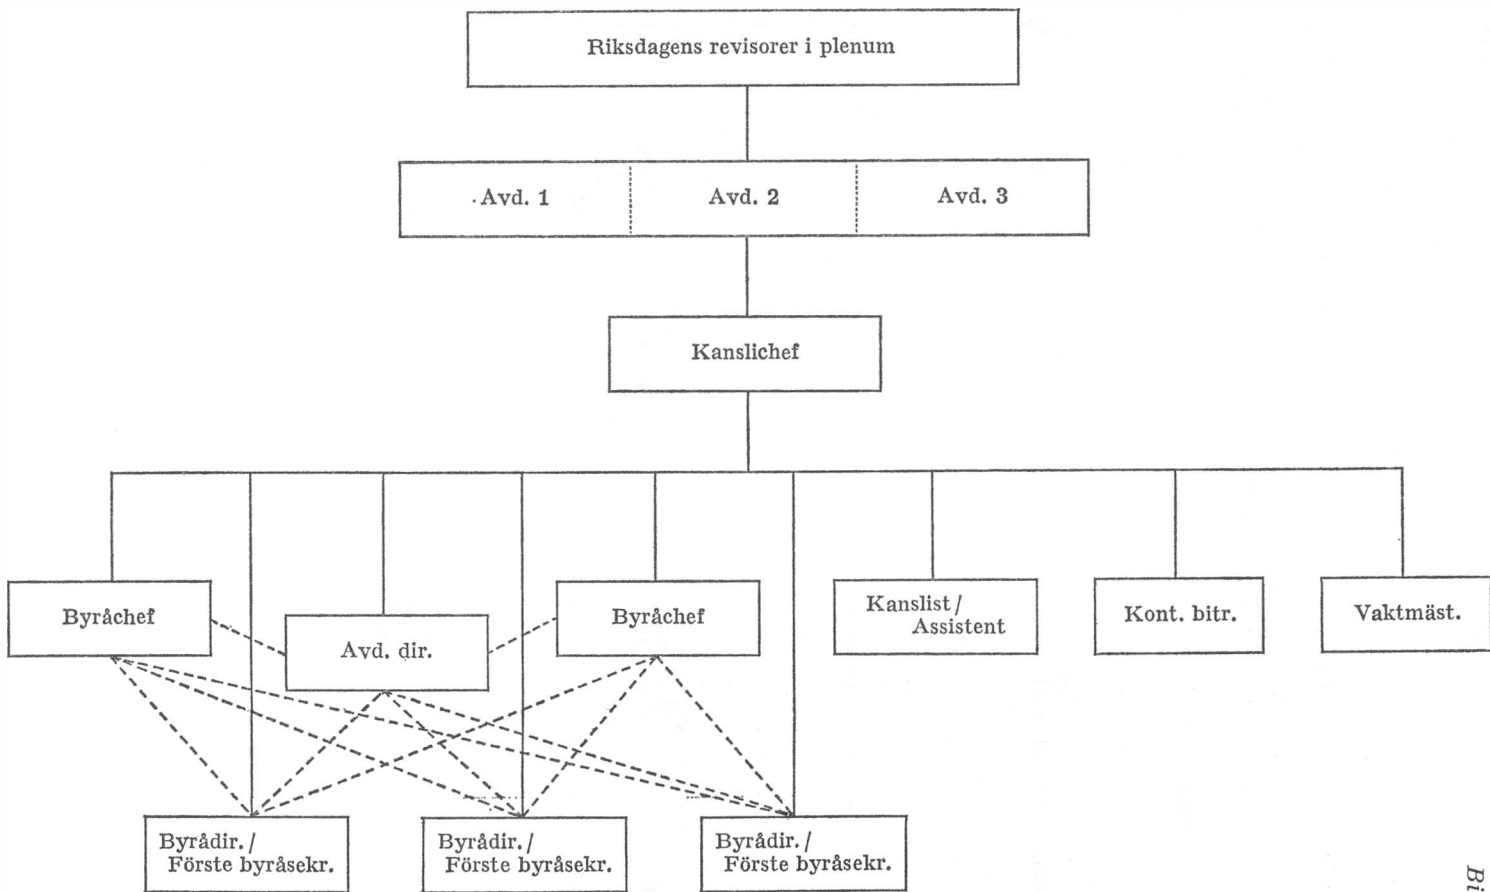 Riksdagens revisorer i plenum
Avd. 1
Avd. 2
Avd. 3
Kanslichef
Byråchef
Avd. dir.
Byråchef
Kanslist/
Assistent
Kont. bitr.
Vaktmäst.
Byrådir./
Förste byråsekr.
Byrådir./
Förste byråsekr.
Byrådir./
Förste byråsekr.
Bi